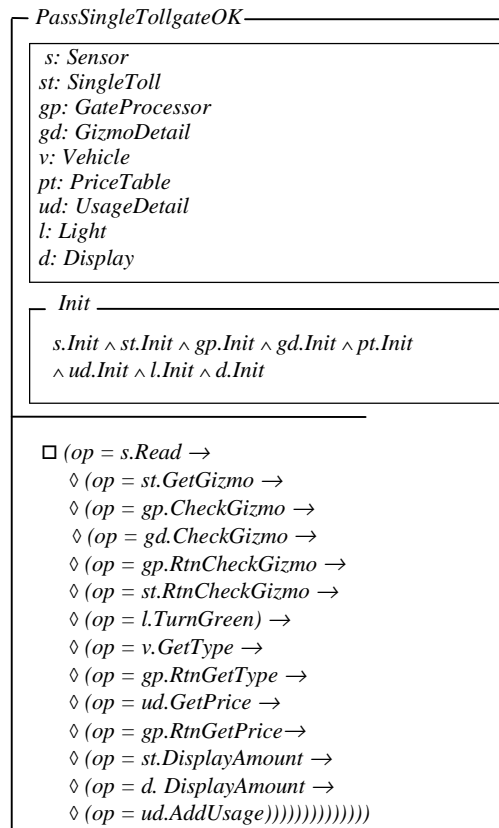 PassSingleTollgateOK
s: Sensor
st: SingleToll
gp: GateProcessor
gd: GizmoDetail
v: Vehicle
pt: PriceTable
ud: UsageDetail
l: Light
d: Display
Init
s.Init ∧ st.Init ∧ gp.Init ∧ gd.Init ∧ pt.Init
∧ ud.Init ∧ l.Init ∧ d.Init
□ (op = s.Read →
◊ (op = st.GetGizmo →
◊ (op = gp.CheckGizmo →
◊ (op = gd.CheckGizmo →
◊ (op = gp.RtnCheckGizmo →
◊ (op = st.RtnCheckGizmo →
◊ (op = l.TurnGreen) →
◊ (op = v.GetType →
◊ (op = gp.RtnGetType →
◊ (op = ud.GetPrice →
◊ (op = gp.RtnGetPrice→
◊ (op = st.DisplayAmount →
◊ (op = d. DisplayAmount →
◊ (op = ud.AddUsage))))))))))))))